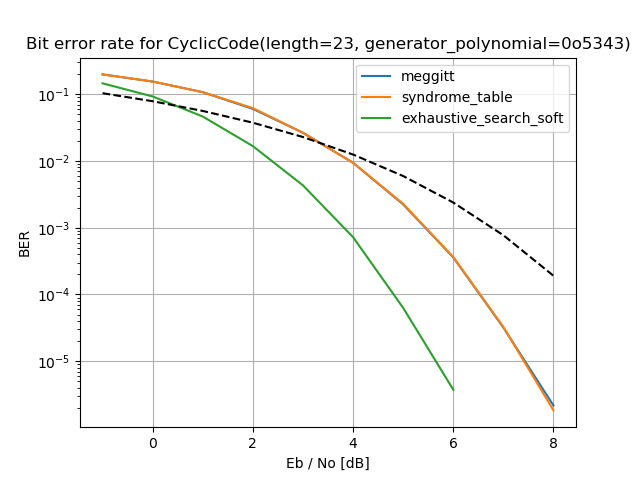 Bit error rate for CyclicCode(length=23, generator_polynomial=0o5343)
meggitt
syndrome_table
exhaustive_search_soft
10⁻¹
10⁻²
10⁻³
10⁻⁴
10⁻⁵
BER
0 2 4 6 8
Eb / No [dB]